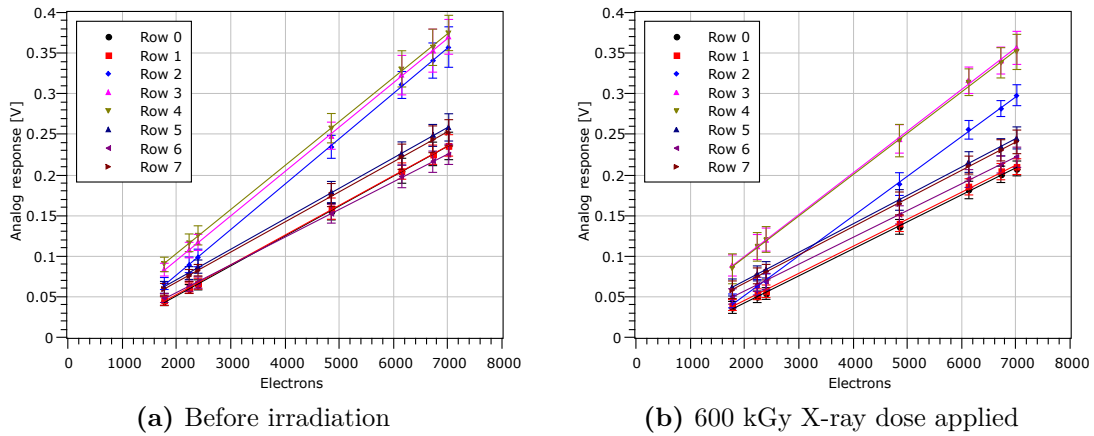 0.4
0.35
0.3
0.25
0.2
0.15
0.1
0.05
0
Analog response [V]
Row 0
Row 1
Row 2
Row 3
Row 4
Row 5
Row 6
Row 7
0 1000 2000 3000 4000 5000 6000 7000 8000
Electrons
(a) Before irradiation
0.4
0.35
0.3
0.25
0.2
0.15
0.1
0.05
0
Analog response [V]
Row 0
Row 1
Row 2
Row 3
Row 4
Row 5
Row 6
Row 7
0 1000 2000 3000 4000 5000 6000 7000 8000
Electrons
(b) 600 kGy X-ray dose applied